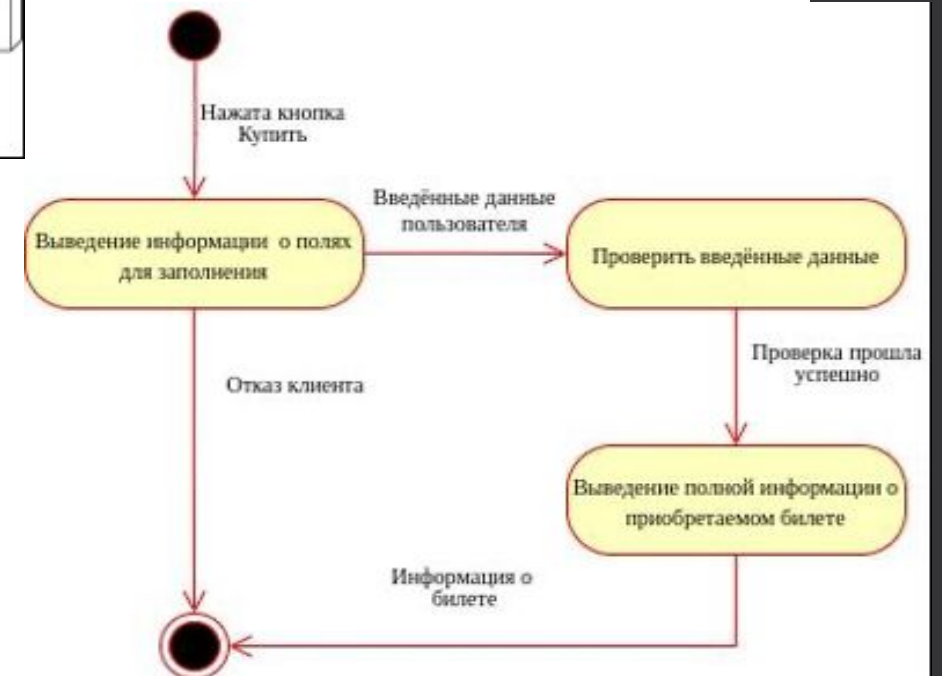 Нажата кнопка
Купить
Введённые данные
пользователя
Выведение информации о полях
для заполнения
Проверить введённые данные
Проверка прошла
успешно
Отказ клиента
Выведение полной информации о
приобретаемом билете
Информация о
билете